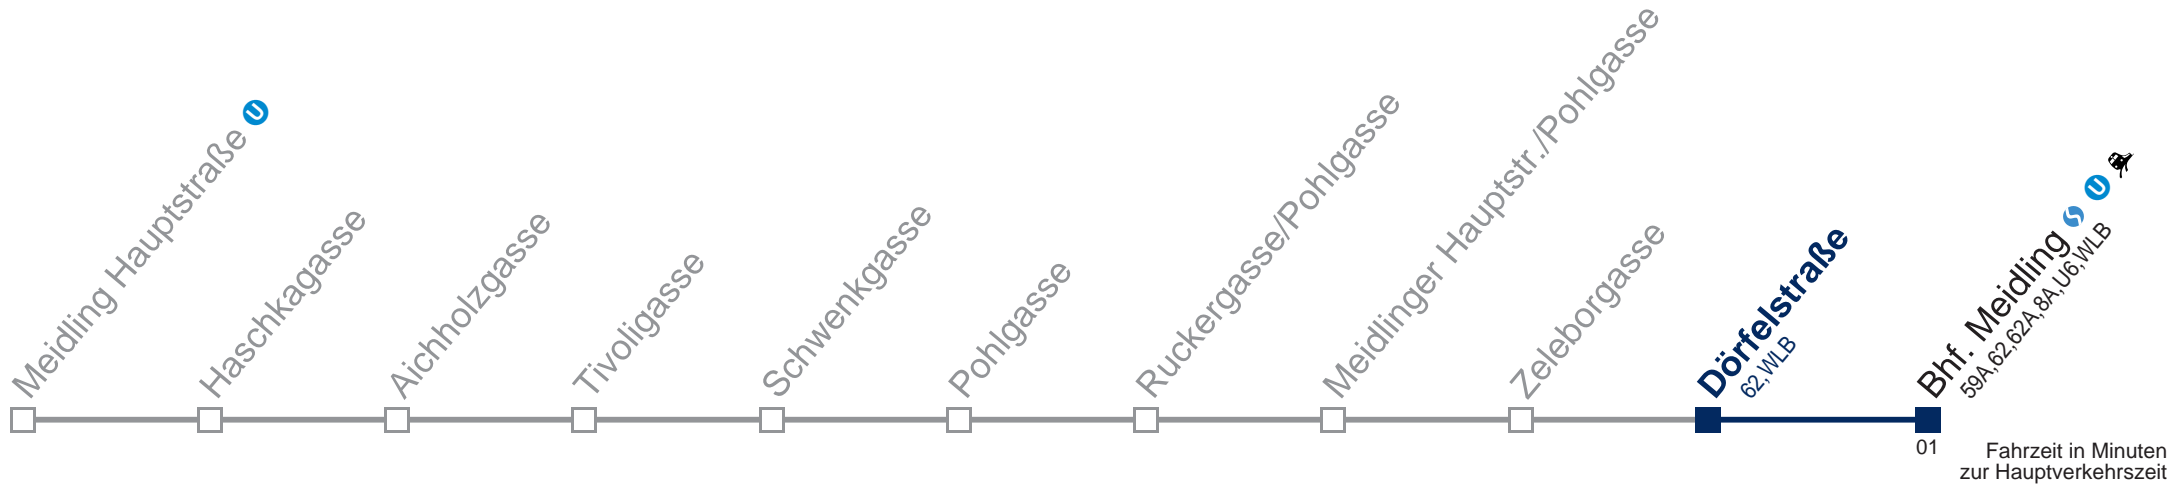 Meidling Hauptstraße U
Haschkagasse
Aichholzgasse
Tivoligasse
Schwenkgasse
Pohlgasse
Ruckergasse/Pohlgasse
Meidlinger Hauptstr./Pohlgasse
Zeleborgasse
Dörfelstraße
62,WLB
Bhf. Meidling S U
59A,62,62A,8A,U6,WLB
01
Fahrzeit in Minuten
zur Hauptverkehrszeit